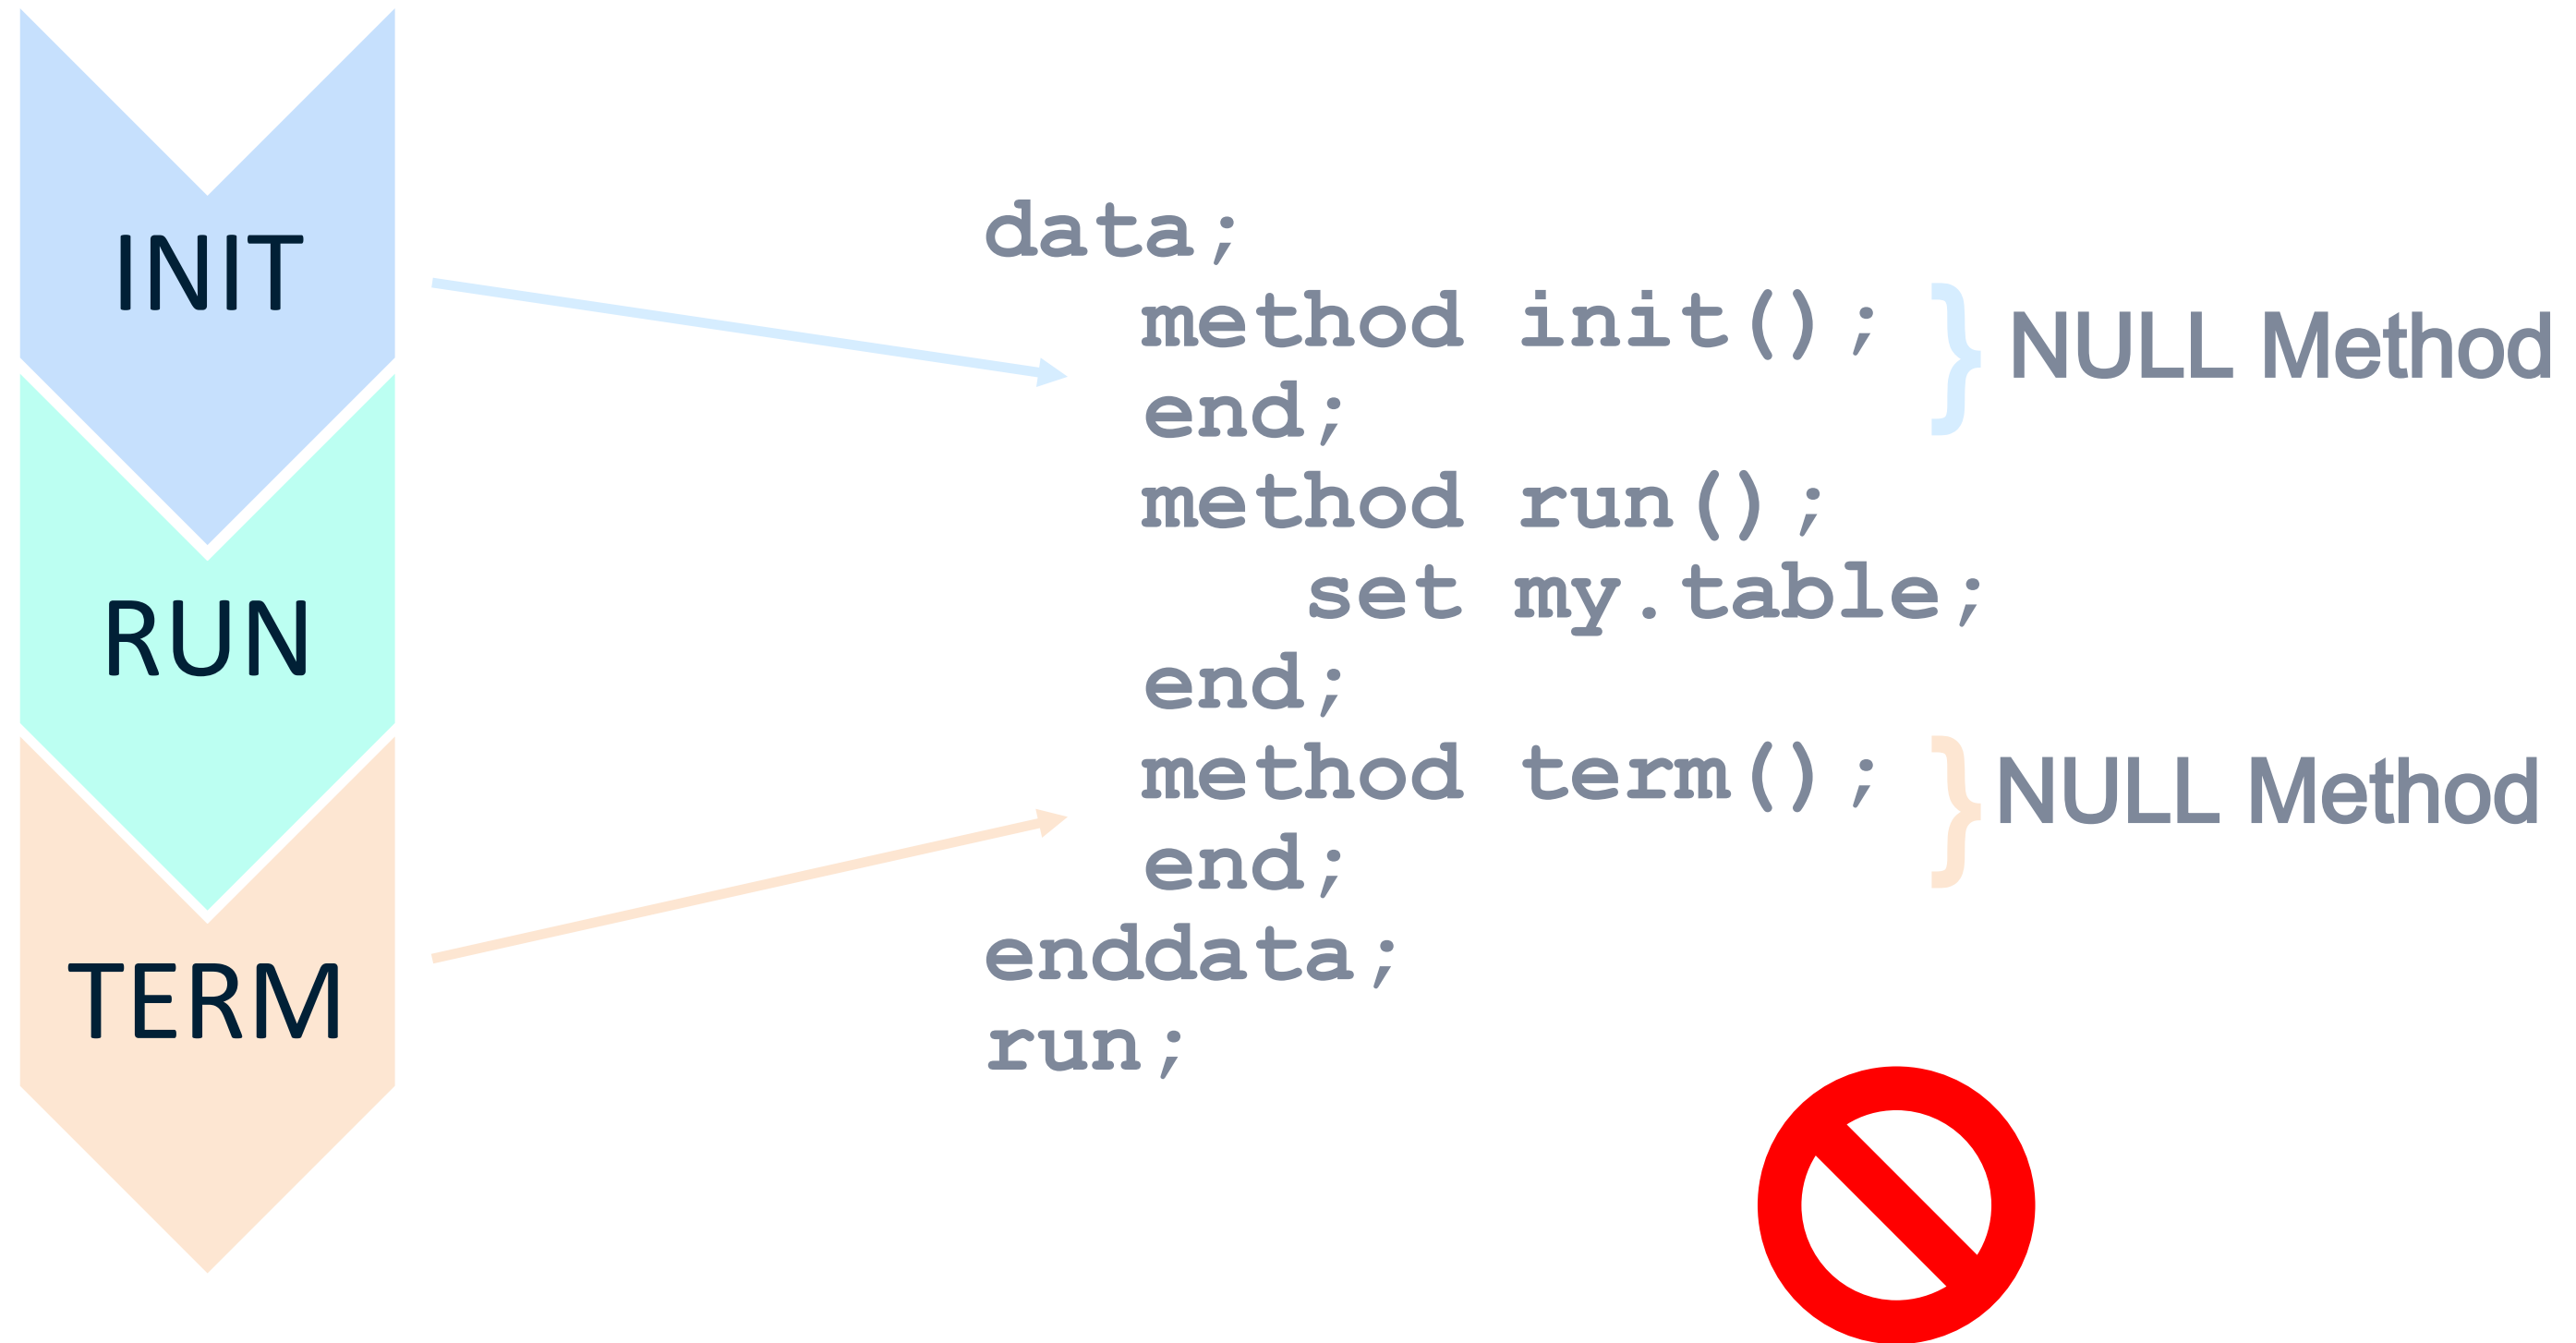 INIT
RUN
TERM
data;
method init();
end;
method run();
set my.table;
end;
method term();
end;
enddata;
run;
NULL Method
NULL Method